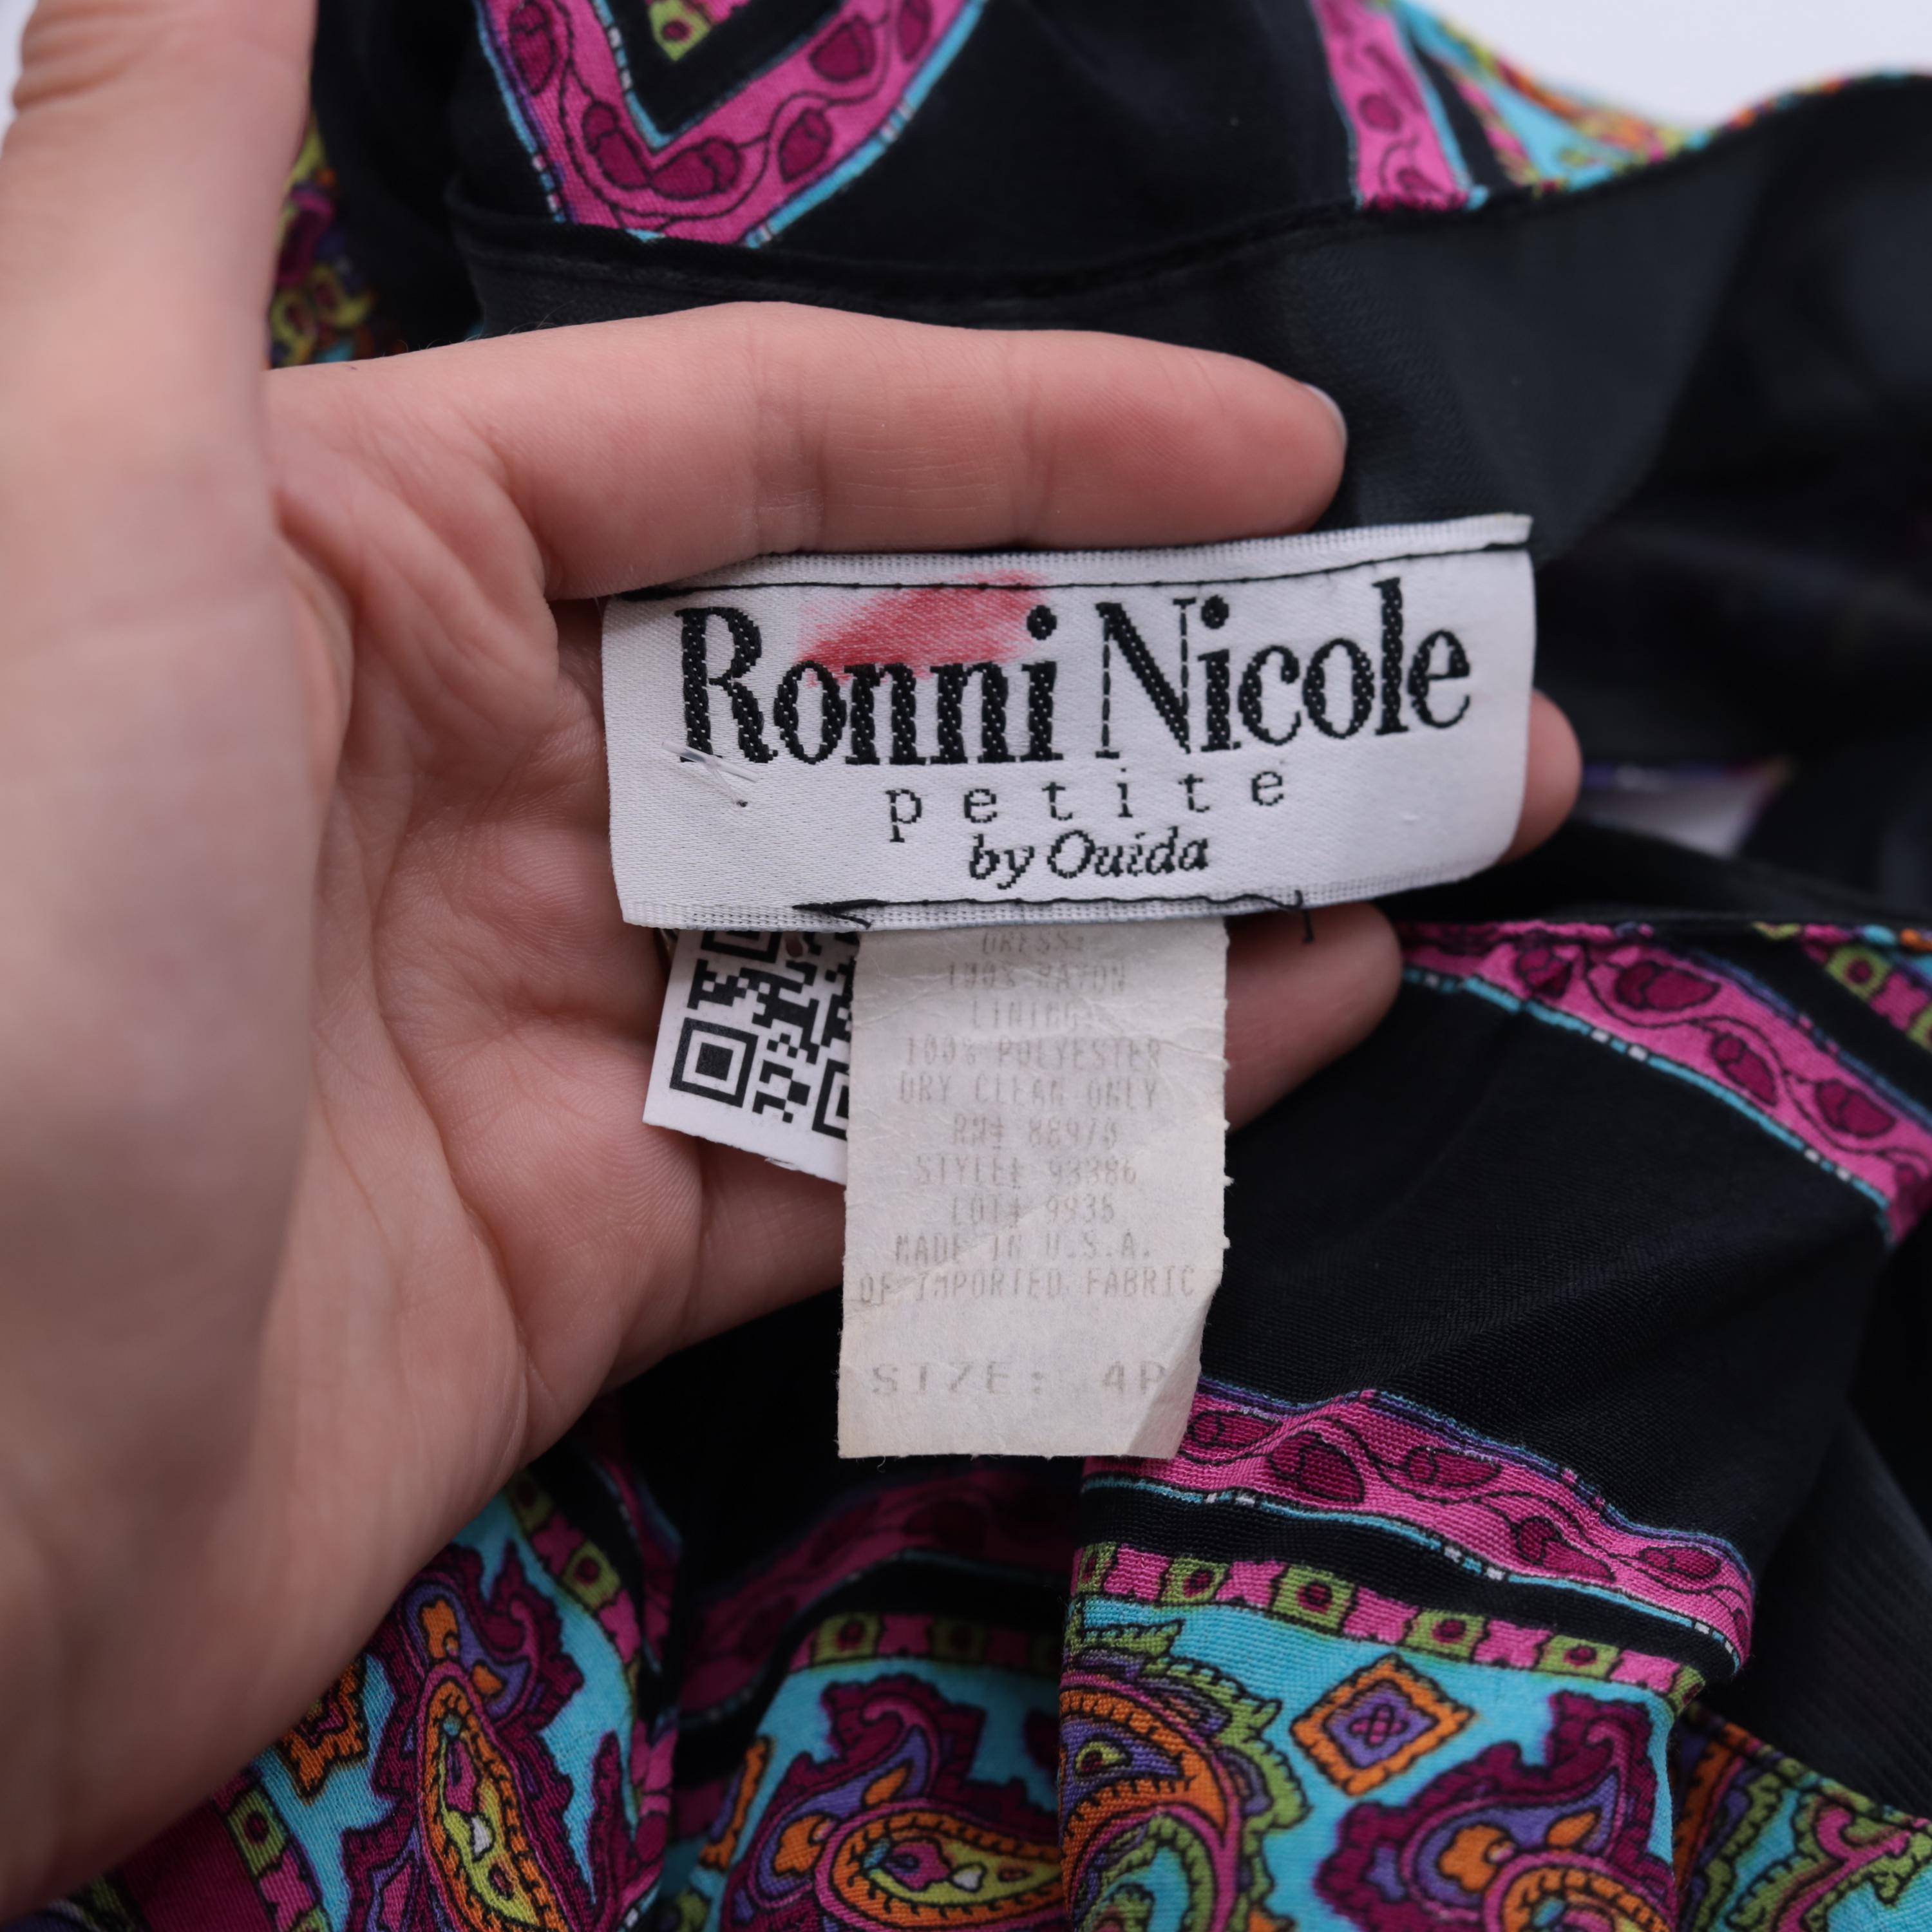 Ronni Nicole
petite
by Ouida
DRESS:
100% RAYON
LINING:
100% POLYESTER
DRY CLEAN ONLY
RN# 88970
STYLE# 93386
LOT# 9935
MADE IN U.S.A.
OF IMPORTED FABRIC
SIZE: 4P